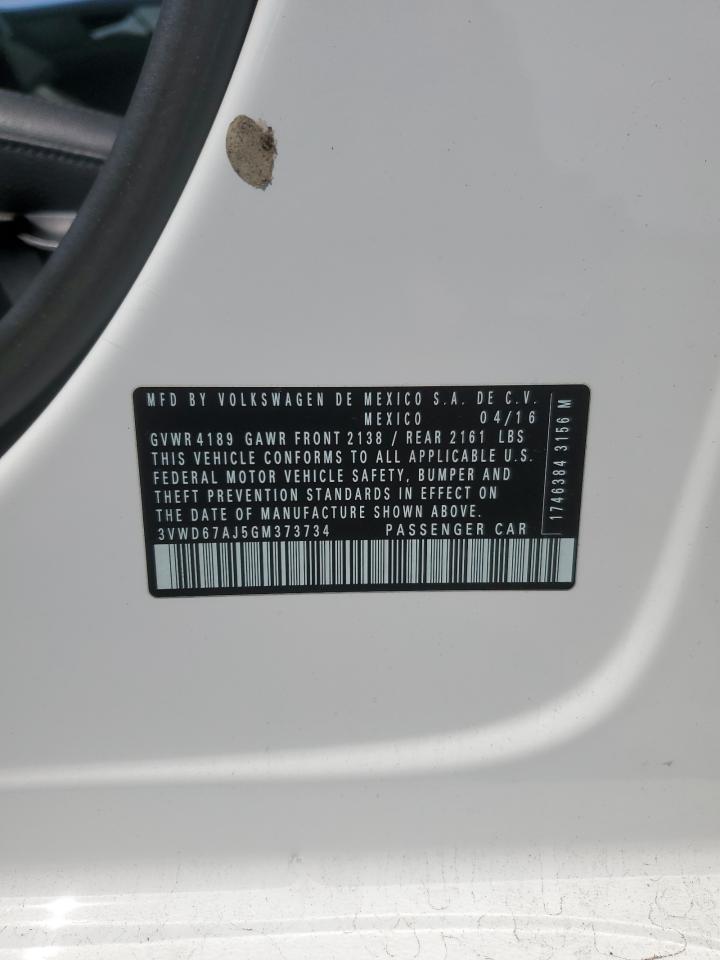 MFD BY VOLKSWAGEN DE MEXICO S.A. DE C.V.
MEXICO 04/16
GVWR 4189 GAWR FRONT 2138 / REAR 2161 LBS
THIS VEHICLE CONFORMS TO ALL APPLICABLE U.S.
FEDERAL MOTOR VEHICLE SAFETY, BUMPER AND
THEFT PREVENTION STANDARDS IN EFFECT ON
THE DATE OF MANUFACTURE SHOWN ABOVE.
3VWD67AJ5GM373734 PASSENGER CAR
1746384 3156 M